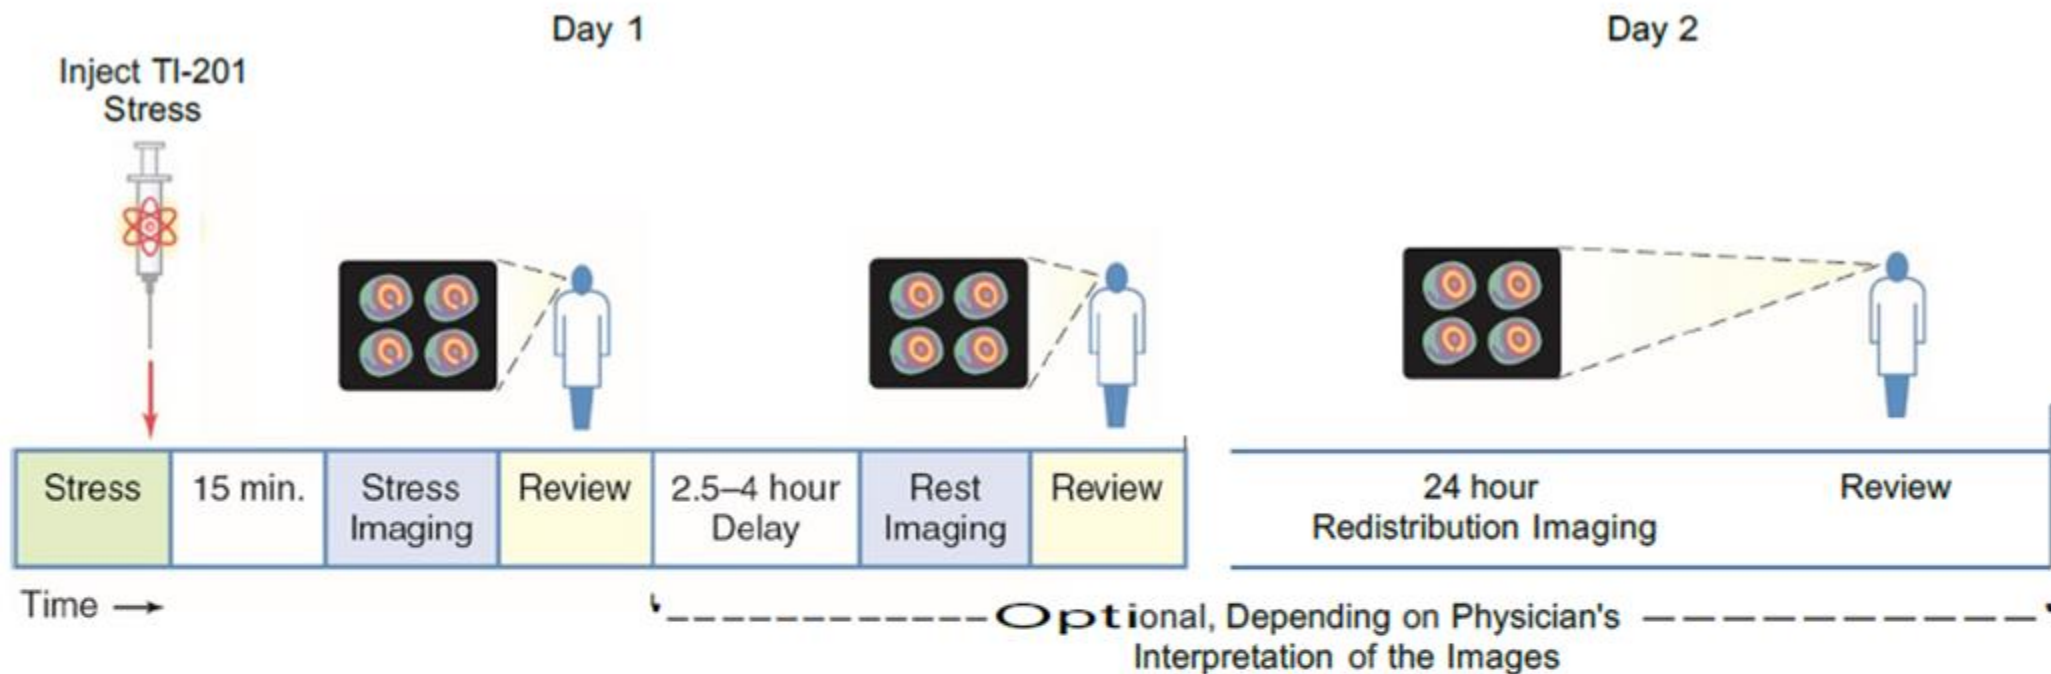 Day 1
Day 2
Inject Tl-201
Stress
Stress
15 min.
Stress
Imaging
Review
2.5–4 hour
Delay
Rest
Imaging
Review
24 hour
Redistribution Imaging
Review
Time
Optional, Depending on Physician's
Interpretation of the Images